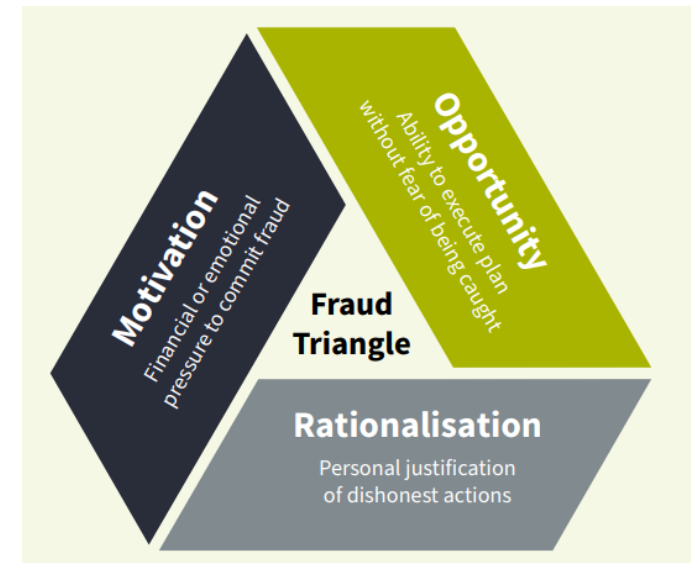 Motivation
Financial or emotional
pressure to commit fraud
Opportunity
Ability to execute plan
without fear of being caught
Fraud
Triangle
Rationalisation
Personal justification
of dishonest actions